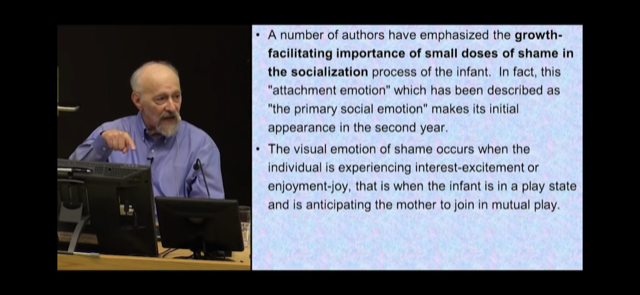 • A number of authors have emphasized the growth-
facilitating importance of small doses of shame in
the socialization process of the infant. In fact, this
"attachment emotion" which has been described as
"the primary social emotion" makes its initial
appearance in the second year.
• The visual emotion of shame occurs when the
individual is experiencing interest-excitement or
enjoyment-joy, that is when the infant is in a play state
and is anticipating the mother to join in mutual play.